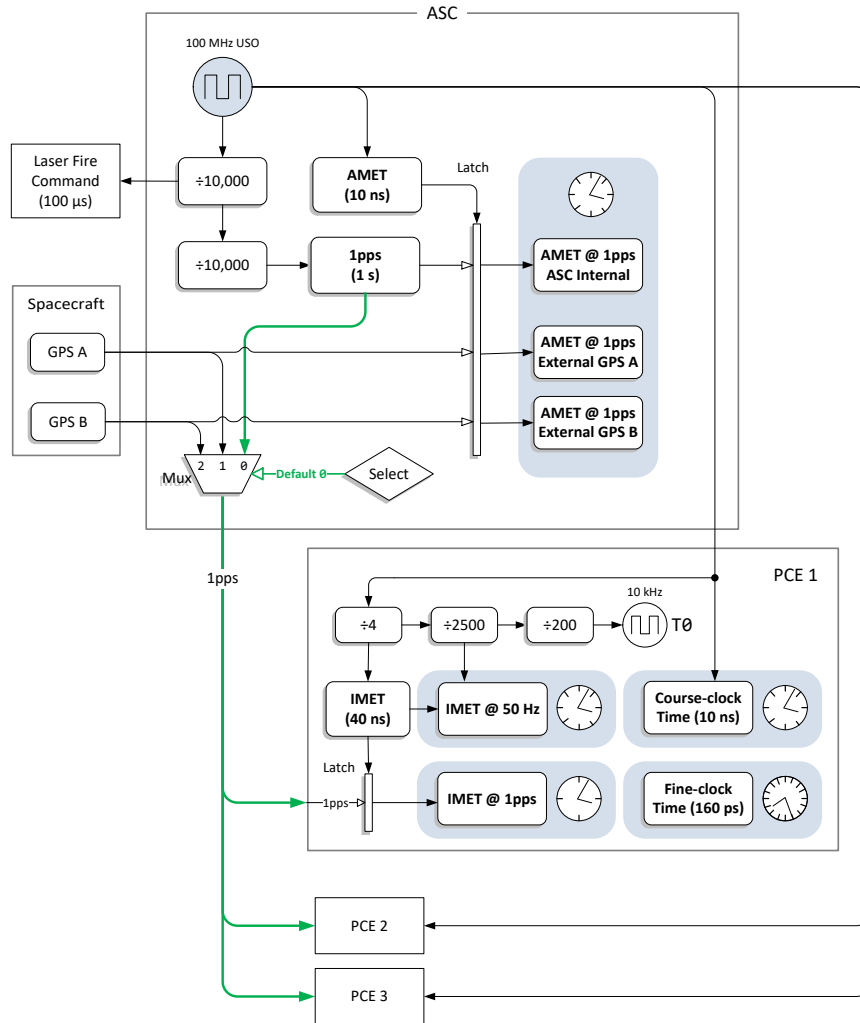 ASC
100 MHz USO
Laser Fire
Command
(100 µs)
÷10,000
AMET
(10 ns)
Latch
÷10,000
1pps
(1 s)
AMET @ 1pps
ASC Internal
Spacecraft
GPS A
AMET @ 1pps
External GPS A
GPS B
AMET @ 1pps
External GPS B
2 1 0
Mux
Default 0
Select
1pps
PCE 1
10 kHz
÷4
÷2500
÷200
T0
IMET
(40 ns)
IMET @ 50 Hz
Course-clock
Time (10 ns)
Latch
1pps
IMET @ 1pps
Fine-clock
Time (160 ps)
PCE 2
PCE 3